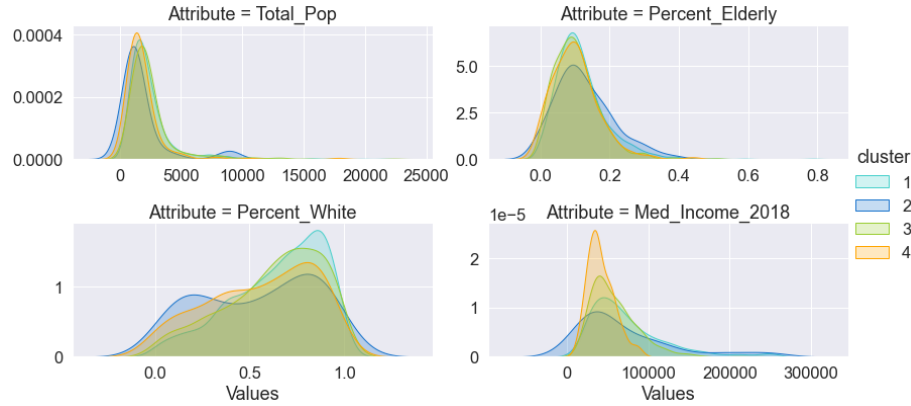 Attribute = Total_Pop
0.0004
0.0002
0.0000
0 5000 10000 15000 20000 25000
Attribute = Percent_Elderly
5.0
2.5
0.0
0.0 0.2 0.4 0.6 0.8
Attribute = Percent_White
1
0
0.0 0.5 1.0
Values
1e−5
Attribute = Med_Income_2018
2
1
0
0 100000 200000 300000
Values
cluster
1
2
3
4